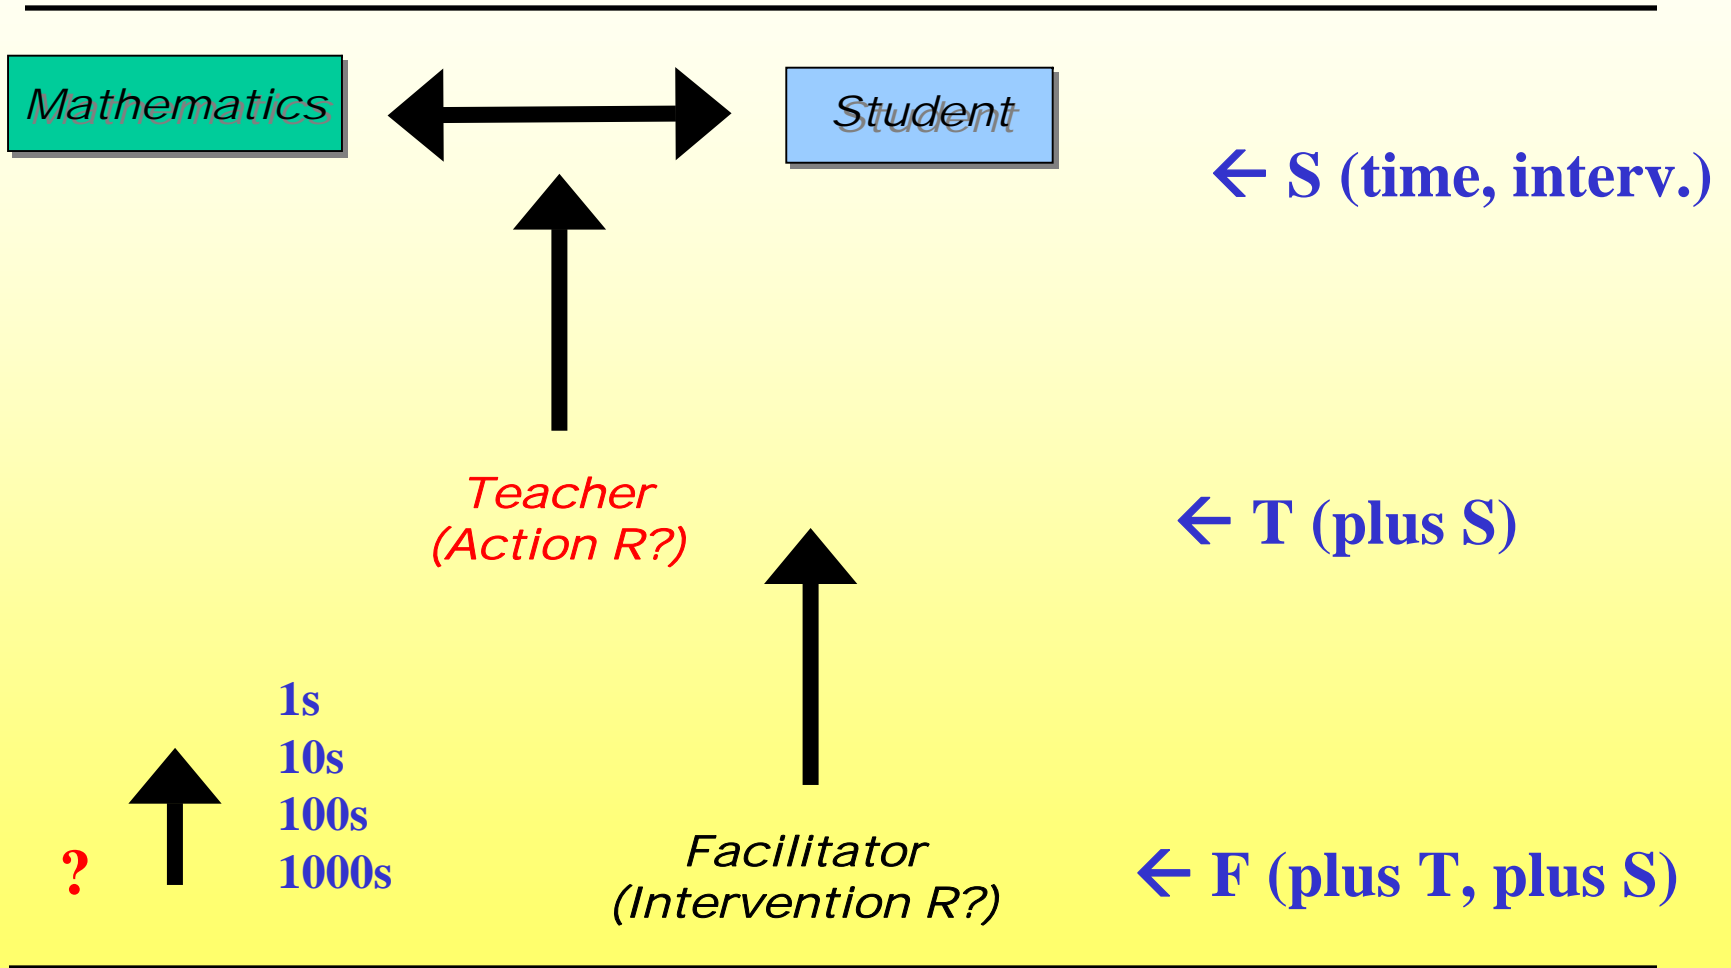 Mathematics
Student
← S (time, interv.)
Teacher
(Action R?)
← T (plus S)
1s
10s
100s
1000s
?
Facilitator
(Intervention R?)
← F (plus T, plus S)